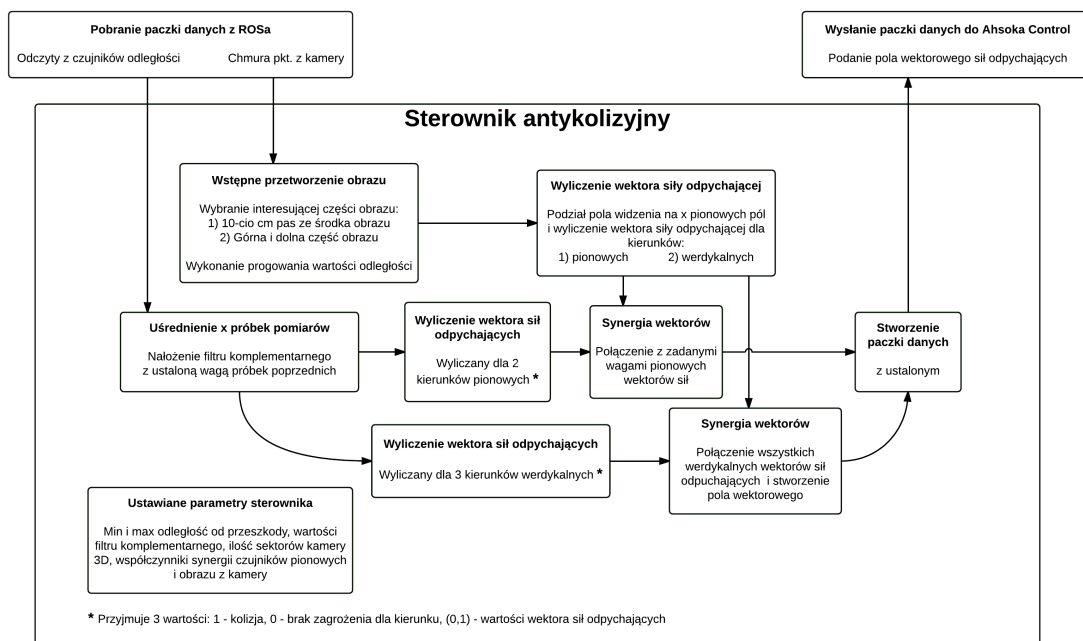 Pobranie paczki danych z ROSa
Odczyty z czujników odległości
Chmura pkt. z kamery
Wysłanie paczki danych do Ahsoka Control
Podanie pola wektorowego sił odpychających
Sterownik antykolizyjny
Wstępne przetworzenie obrazu
Wybranie interesującej części obrazu:
1) 10-cio cm pas ze środka obrazu
2) Górna i dolna część obrazu
Wykonanie progowania wartości odległości
Wyliczenie wektora siły odpychającej
Podział pola widzenia na x pionowych pól
i wyliczenie wektora siły odpychającej dla
kierunków:
1) pionowych 2) werdykalnych
Uśrednienie x próbek pomiarów
Nałożenie filtru komplementarnego
z ustaloną wagą próbek poprzednich
Wyliczenie wektora sił
odpychających
Wyliczany dla 2
kierunków pionowych *
Synergia wektorów
Połączenie z zadanymi
wagami pionowych
wektorów sił
Stworzenie
paczki danych
z ustalonym
Wyliczenie wektora sił odpychających
Wyliczany dla 3 kierunków werdykalnych *
Synergia wektorów
Połączenie wszystkich
werdykalnych wektorów sił
odpuchających i stworzenie
pola wektorowego
Ustawiane parametry sterownika
Min i max odległość od przeszkody, wartości
filtru komplementarnego, ilość sektorów kamery
3D, współczynniki synergii czujników pionowych
i obrazu z kamery
* Przyjmuje 3 wartości: 1 - kolizja, 0 - brak zagrożenia dla kierunku, (0,1) - wartości wektora sił odpychających